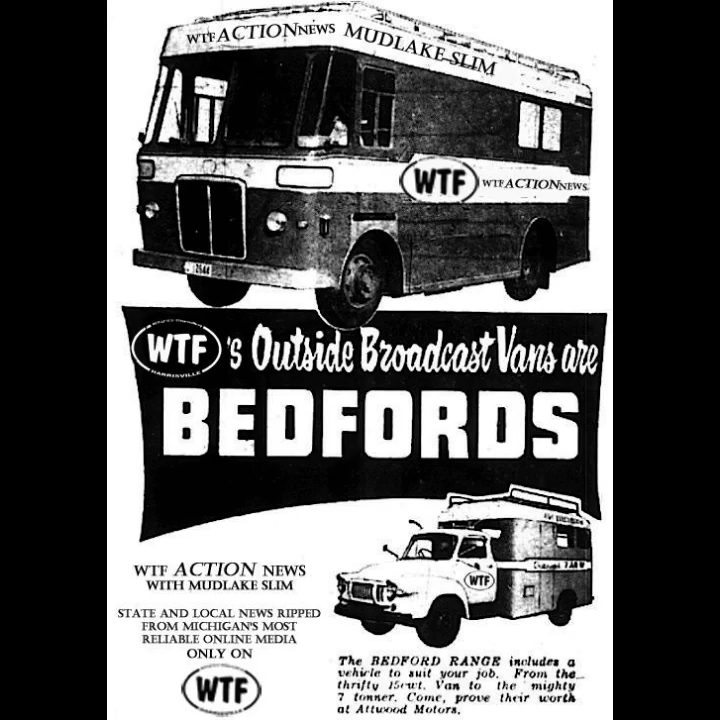 WTF ACTION NEWS MUDLAKE SLIM
WTF
WTF ACTION NEWS.
2644
WTF 'S Outside Broadcast Vans are
HARRISVILLE
BEDFORDS
WTF
WTF ACTION NEWS
WITH MUDLAKE SLIM
STATE AND LOCAL NEWS RIPPED
FROM MICHIGAN'S MOST
RELIABLE ONLINE MEDIA
ONLY ON
WTF
The BEDFORD RANGE includes a
vehicle to suit your job. From the
thrifty 15cwt. Van to the mighty
7 tonner. Come, prove their worth
at Attwood Motors.